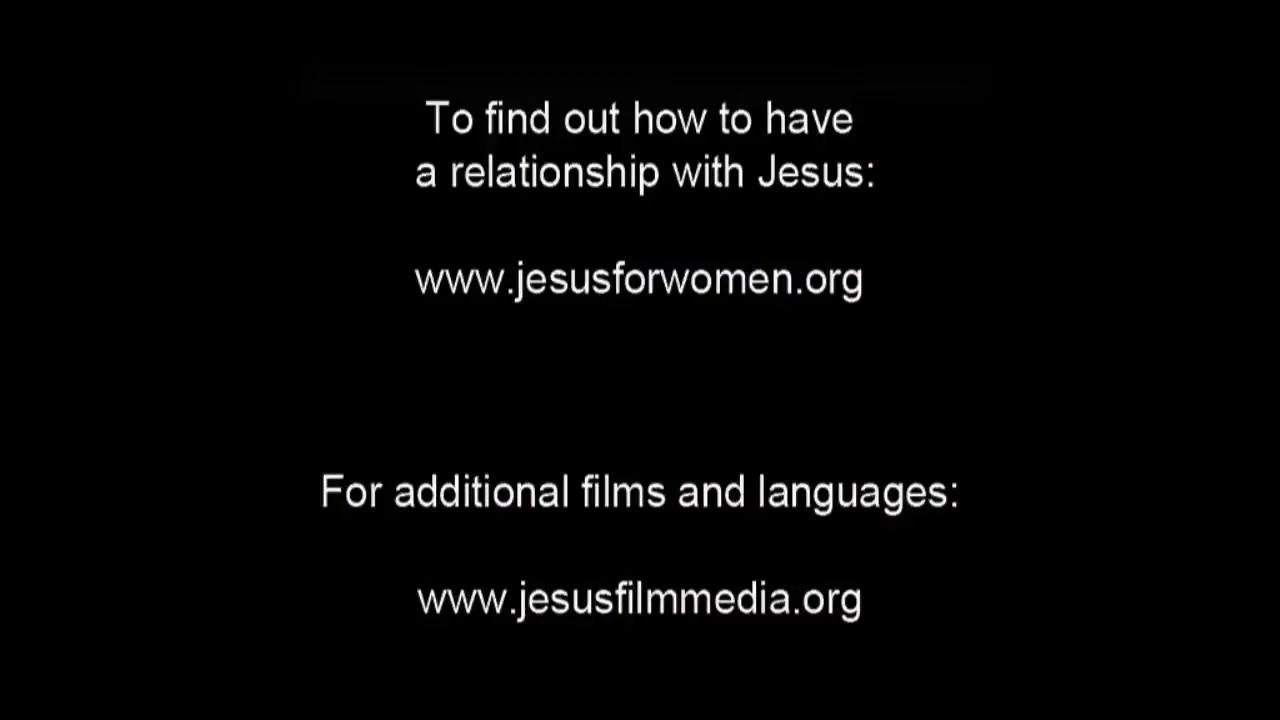 To find out how to have
a relationship with Jesus:
www.jesusforwomen.org
For additional films and languages:
www.jesusfilmmedia.org